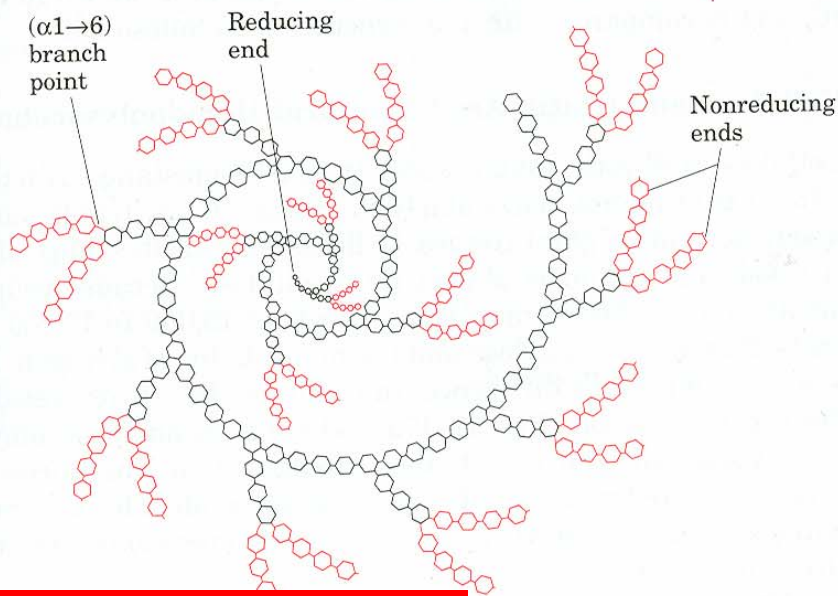 (α1→6)
branch
point
Reducing
end
Nonreducing
ends